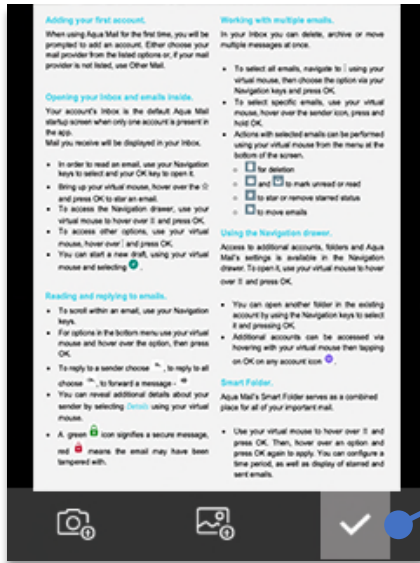 Adding your first account.
When using Aqua Mail for the first time, you will be
prompted to add an account. Either choose your
mail provider from the listed options or, if your mail
provider is not listed, use Other Mail.
Opening your Inbox and emails inside.
Your account's Inbox is the default Aqua Mail
startup screen when only one account is present in
the app.
Mail you receive will be displayed in your Inbox.
• In order to read an email, use your Navigation
keys to select and your OK key to open it.
• Bring up your virtual mouse, hover over the ☆
and press OK to star an email.
• To access the Navigation drawer, use your
virtual mouse to hover over ≡ and press OK.
• To access other options, use your virtual
mouse, hover ⋮ and press OK.
• You can start a new draft, using your virtual
mouse and selecting .
Reading and replying to emails.
• To scroll within an email, use your Navigation
keys.
• For options in the bottom menu use your virtual
mouse and hover over the option, then press
OK.
• To reply to a sender choose , to reply to all
choose , to forward a message -
• You can reveal additional details about your
sender by selecting Details using your virtual
mouse.
• A green icon signifies a secure message,
red means the email may have been
tampered with.
Working with multiple emails.
In your Inbox you can delete, archive or move
multiple messages at once.
• To select all emails, navigate to ⋮ using your
virtual mouse, then choose the option via your
Navigation keys and press OK.
• To select specific emails, use your virtual
mouse, hover over the sender icon, press and
hold OK.
• Actions with selected emails can be performed
using your virtual mouse from the menu at the
bottom of the screen.
○ for deletion
○ and to mark unread or read
○ to star or remove starred status
○ to move emails
Using the Navigation drawer.
Access to additional accounts, folders and Aqua
Mail's settings is available in the Navigation
drawer. To open it, use your virtual mouse to hover
over ≡ and press OK.
• You can open another folder in the existing
account by using the Navigation keys to select
it and pressing OK.
• Additional accounts can be accessed via
hovering with your virtual mouse then tapping
on OK on any account icon .
Smart Folder.
Aqua Mail's Smart Folder serves as a combined
place for all of your important mail.
• Use your virtual mouse to hover over ≡ and
press OK. Then, hover over an option and
press OK again to apply. You can configure a
time period, as well as display of starred and
sent emails.